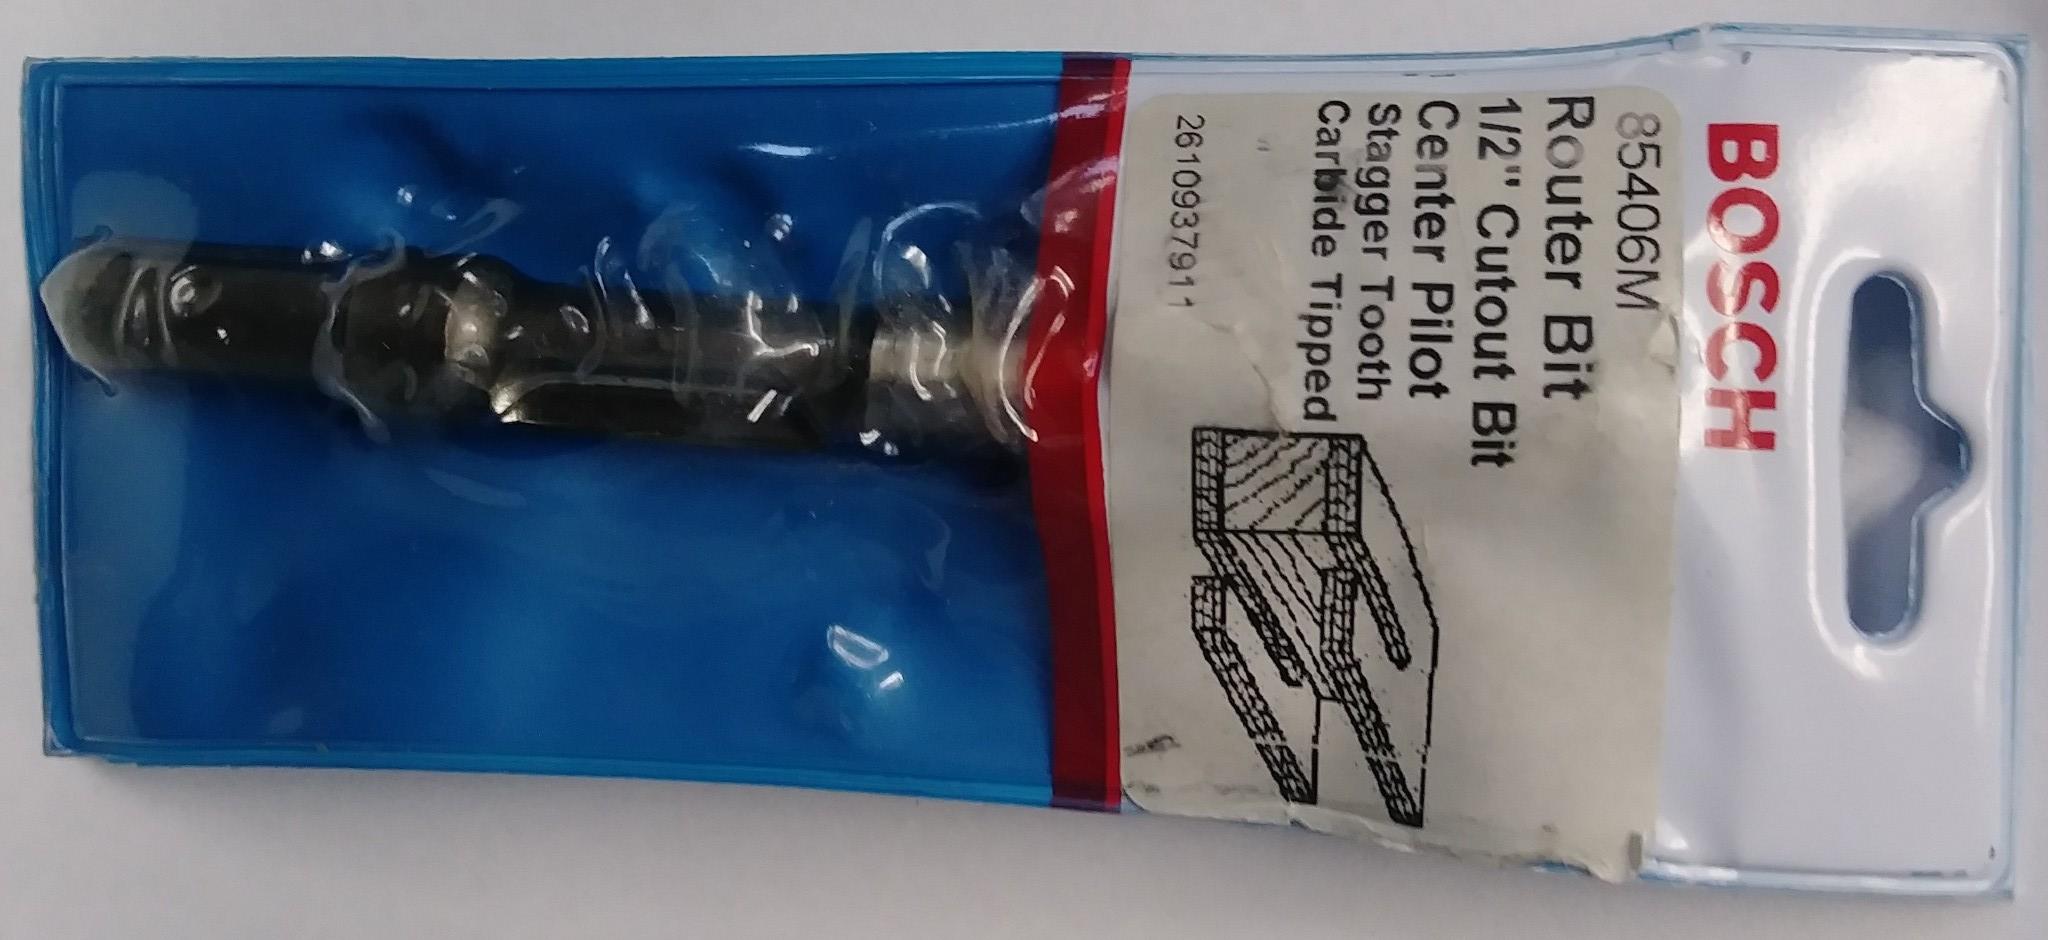 BOSCH
85406M
Router Bit
1/2" Cutout Bit
Center Pilot
Stagger Tooth
Carbide Tipped
2610937911